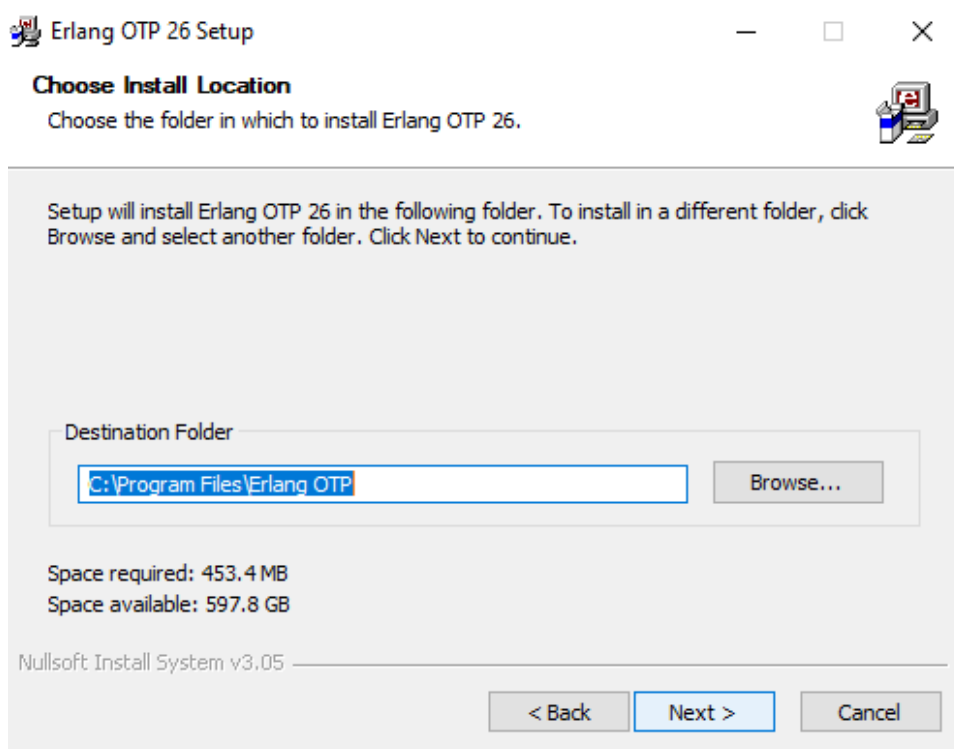 Erlang OTP 26 Setup
Choose Install Location
Choose the folder in which to install Erlang OTP 26.
Setup will install Erlang OTP 26 in the following folder. To install in a different folder, click
Browse and select another folder. Click Next to continue.
Destination Folder
C:\Program Files\Erlang OTP
Browse...
Space required: 453.4 MB
Space available: 597.8 GB
Nullsoft Install System v3.05
< Back
Next >
Cancel